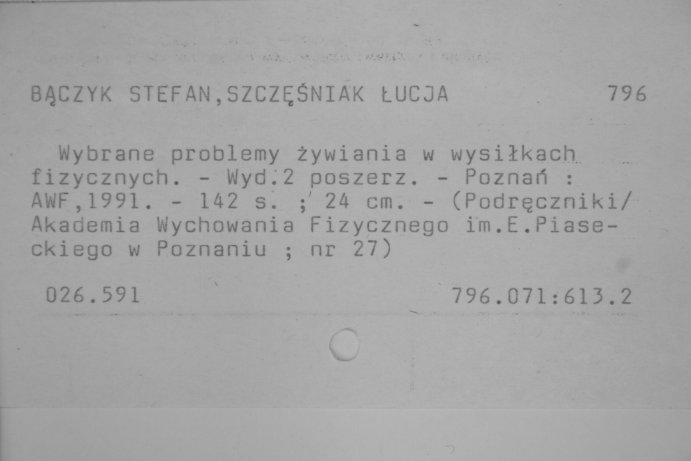 BĄCZYK STEFAN,SZCZĘŚNIAK ŁUCJA 796
Wybrane problemy żywiania w wysiłkach
fizycznych. - Wyd.2 poszerz. - Poznań :
AWF,1991. - 142 s. ; 24 cm. - (Podręczniki/
Akademia Wychowania Fizycznego im.E.Piase-
ckiego w Poznaniu ; nr 27)
026.591 796.071:613.2